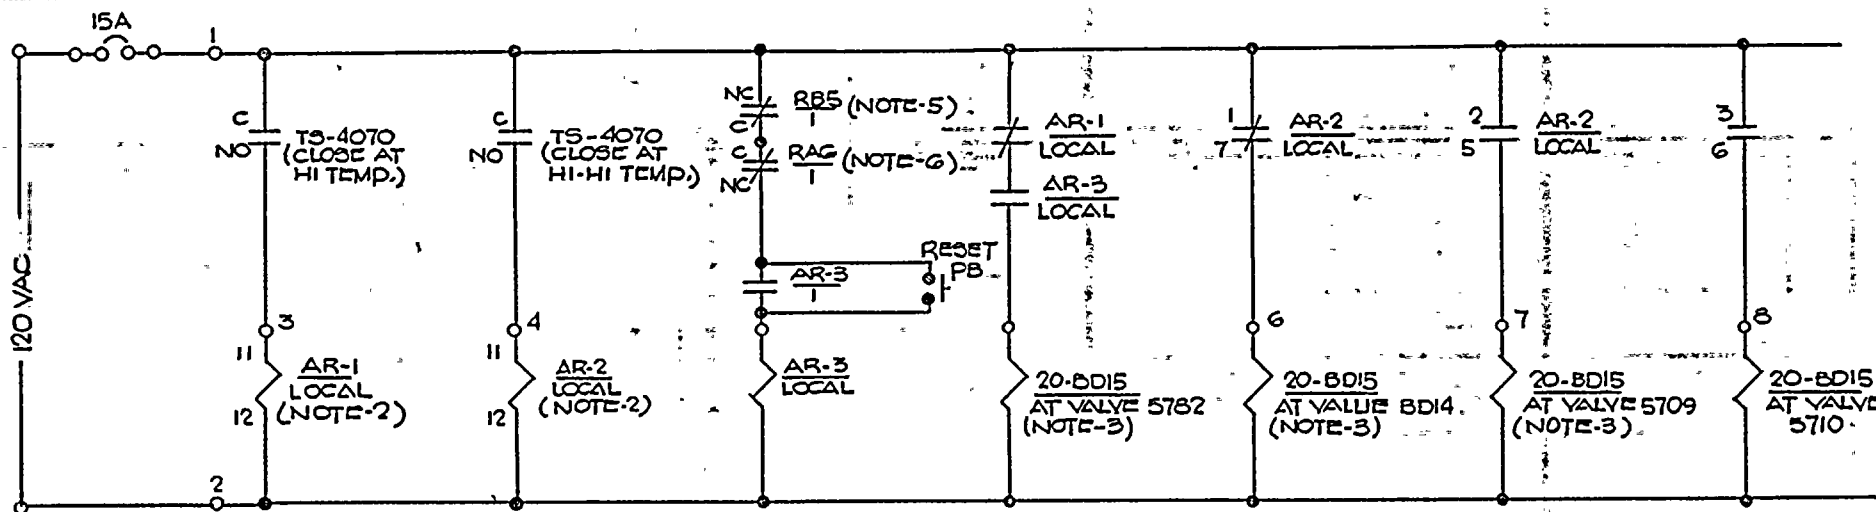 15A
1
120 VAC
C
NO
TS-4070
(CLOSE AT
HI TEMP.)
3
11
12
AR-1
LOCAL
(NOTE-2)
2
C
NO
TS-4070
(CLOSE AT
HI-HI TEMP.)
4
11
12
AR-2
LOCAL
(NOTE-2)
NC
C
RB5 (NOTE-5)
1
C
NC
RA6 (NOTE-6)
1
AR-3
1
RESET
PB
AR-3
LOCAL
AR-1
LOCAL
AR-3
LOCAL
20-BD15
AT VALVE 5782
(NOTE-3)
1
7
AR-2
LOCAL
6
20-BD15
AT VALUE BD14.
(NOTE-3)
2
5
AR-2
LOCAL
7
20-BD15
AT VALVE 5709
(NOTE-3)
3
6
8
20-BD15
AT VALVE
5710